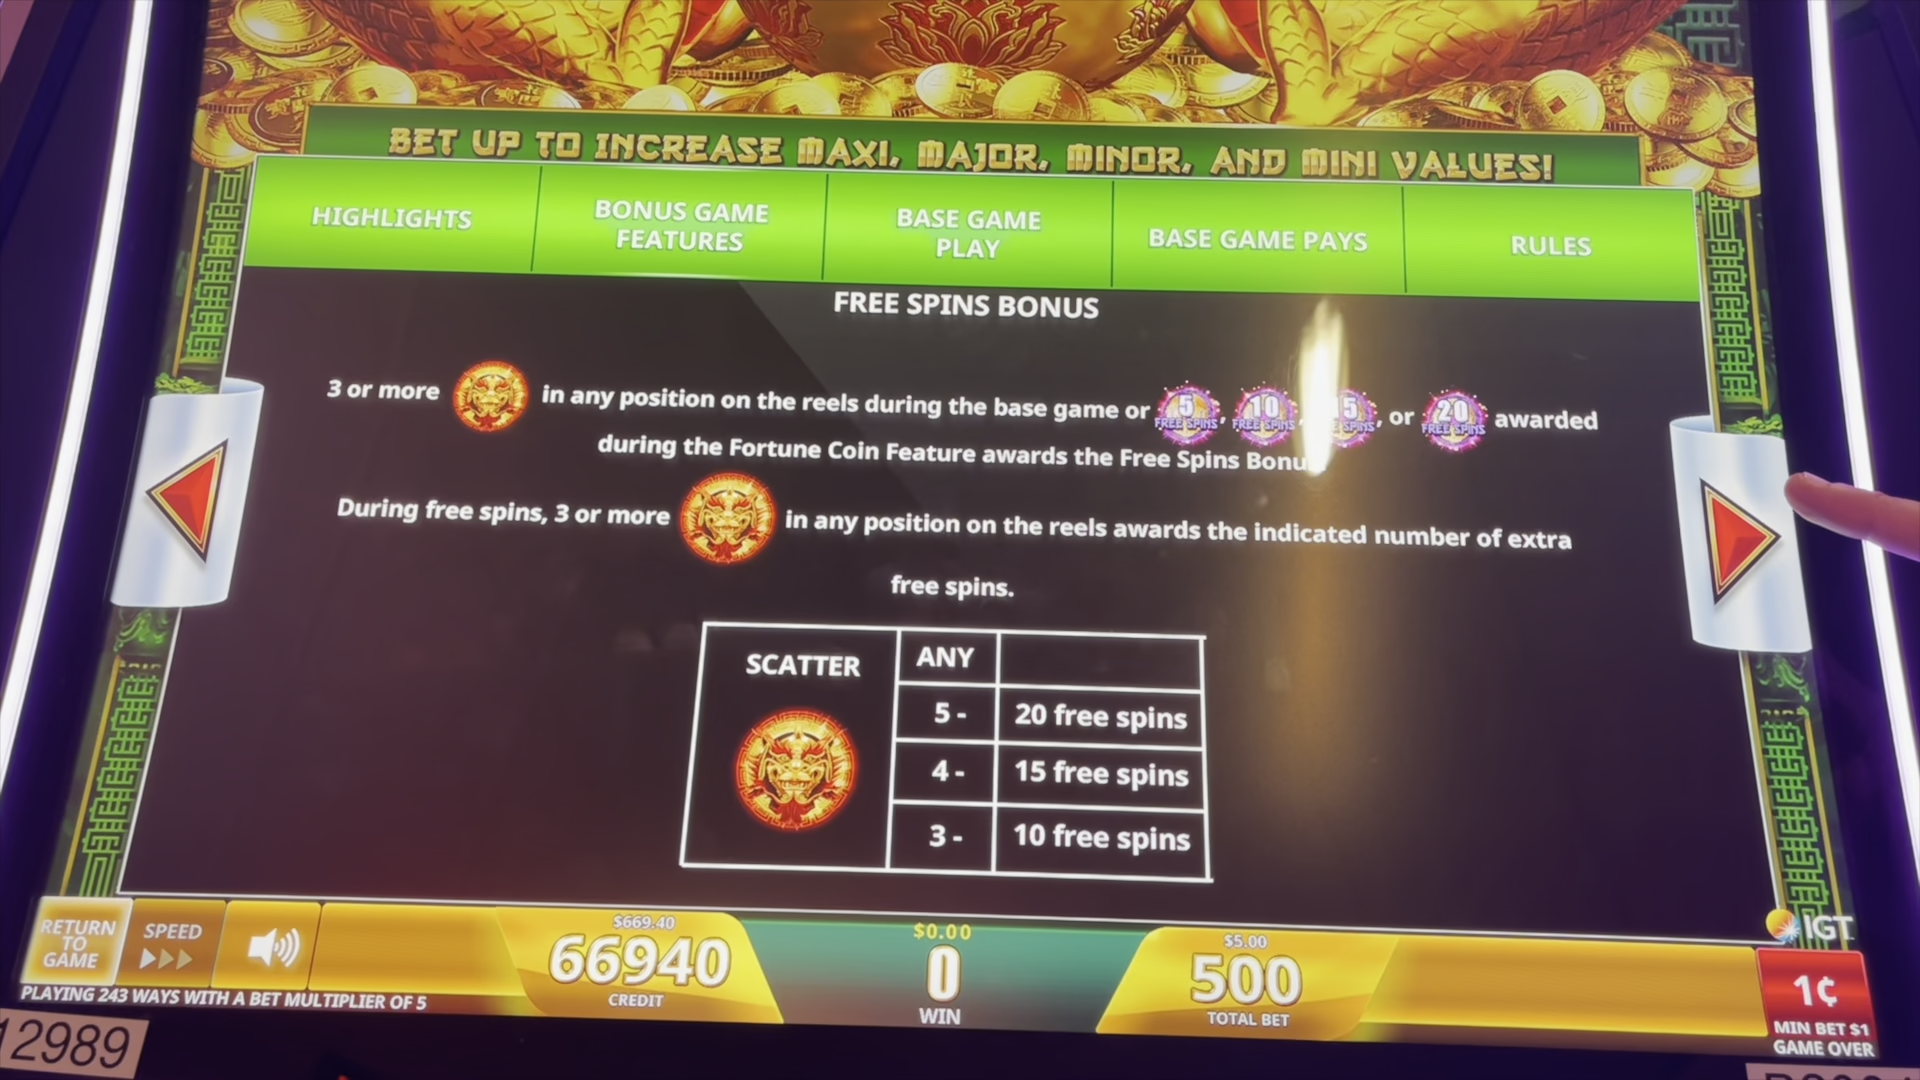 BET UP TO INCREASE MAXI, MAJOR, MINOR, AND MINI VALUES!
HIGHLIGHTS
BONUS GAME
FEATURES
BASE GAME
PLAY
BASE GAME PAYS
RULES
FREE SPINS BONUS
3 or more in any position on the reels during the base game or 5 FREE SPINS, 10 FREE SPINS, 5 SPINS, or 20 FREE SPINS awarded
during the Fortune Coin Feature awards the Free Spins Bonu
During free spins, 3 or more in any position on the reels awards the indicated number of extra
free spins.
SCATTER
ANY
5 - 20 free spins
4 - 15 free spins
3 - 10 free spins
RETURN
TO
GAME
SPEED
$669.40
66940
CREDIT
$0.00
0
WIN
$5.00
500
TOTAL BET
IGT
1¢
MIN BET $1
GAME OVER
PLAYING 243 WAYS WITH A BET MULTIPLIER OF 5
12989